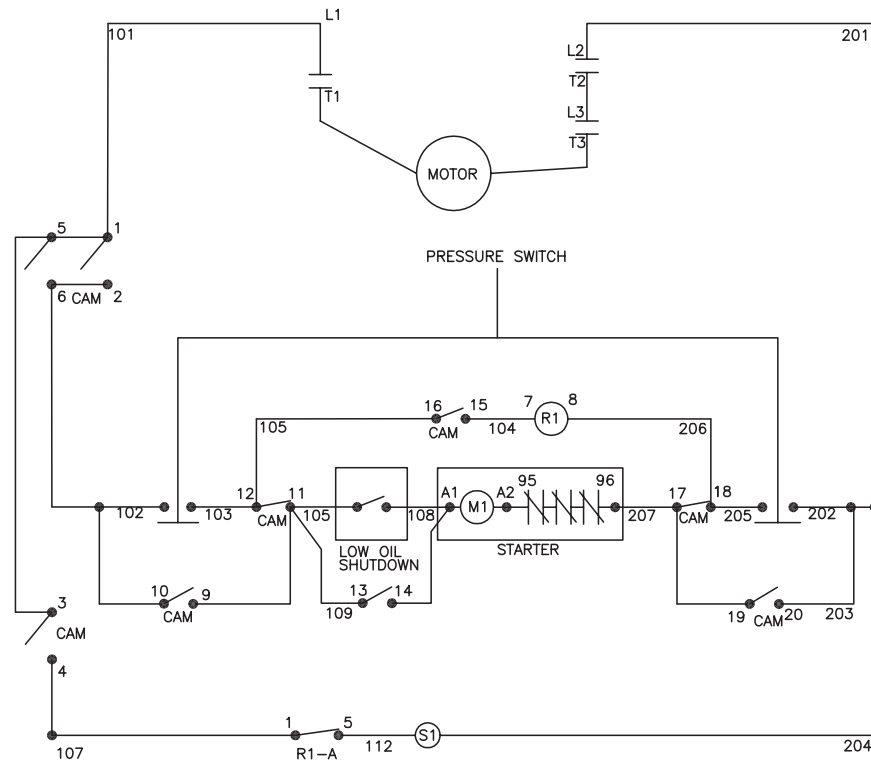 L1
101
201
L2
T2
T1
L3
T3
MOTOR
5 1
PRESSURE SWITCH
6 CAM 2
16 15 7 R1 8
105 CAM 104 206
95 96
12 11 A1 M1 A2 17 18
102 103 CAM 105 108 207 CAM 205 202
LOW OIL
SHUTDOWN
STARTER
10 9 13 14
CAM 109 19 CAM 20 203
3
CAM
4
1 5 S1
107 R1-A 112 204